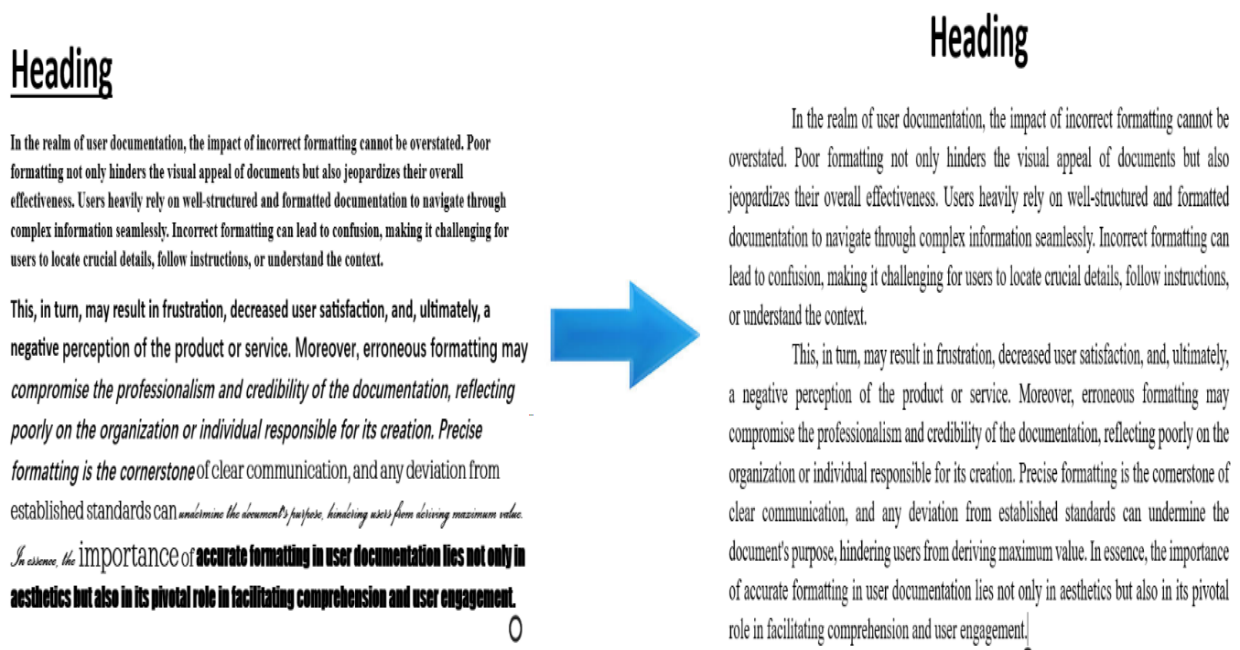 Heading
In the realm of user documentation, the impact of incorrect formatting cannot be overstated. Poor
formatting not only hinders the visual appeal of documents but also jeopardizes their overall
effectiveness. Users heavily rely on well-structured and formatted documentation to navigate through
complex information seamlessly. Incorrect formatting can lead to confusion, making it challenging for
users to locate crucial details, follow instructions, or understand the context.
This, in turn, may result in frustration, decreased user satisfaction, and, ultimately, a
negative perception of the product or service. Moreover, erroneous formatting may
compromise the professionalism and credibility of the documentation, reflecting
poorly on the organization or individual responsible for its creation. Precise
formatting is the cornerstone of clear communication, and any deviation from
established standards can undermine the document's purpose, hindering users from deriving maximum value.
In essence, the importance of accurate formatting in user documentation lies not only in
aesthetics but also in its pivotal role in facilitating comprehension and user engagement.
Heading
In the realm of user documentation, the impact of incorrect formatting cannot be
overstated. Poor formatting not only hinders the visual appeal of documents but also
jeopardizes their overall effectiveness. Users heavily rely on well-structured and formatted
documentation to navigate through complex information seamlessly. Incorrect formatting can
lead to confusion, making it challenging for users to locate crucial details, follow instructions,
or understand the context.
This, in turn, may result in frustration, decreased user satisfaction, and, ultimately,
a negative perception of the product or service. Moreover, erroneous formatting may
compromise the professionalism and credibility of the documentation, reflecting poorly on the
organization or individual responsible for its creation. Precise formatting is the cornerstone of
clear communication, and any deviation from established standards can undermine the
document's purpose, hindering users from deriving maximum value. In essence, the importance
of accurate formatting in user documentation lies not only in aesthetics but also in its pivotal
role in facilitating comprehension and user engagement.